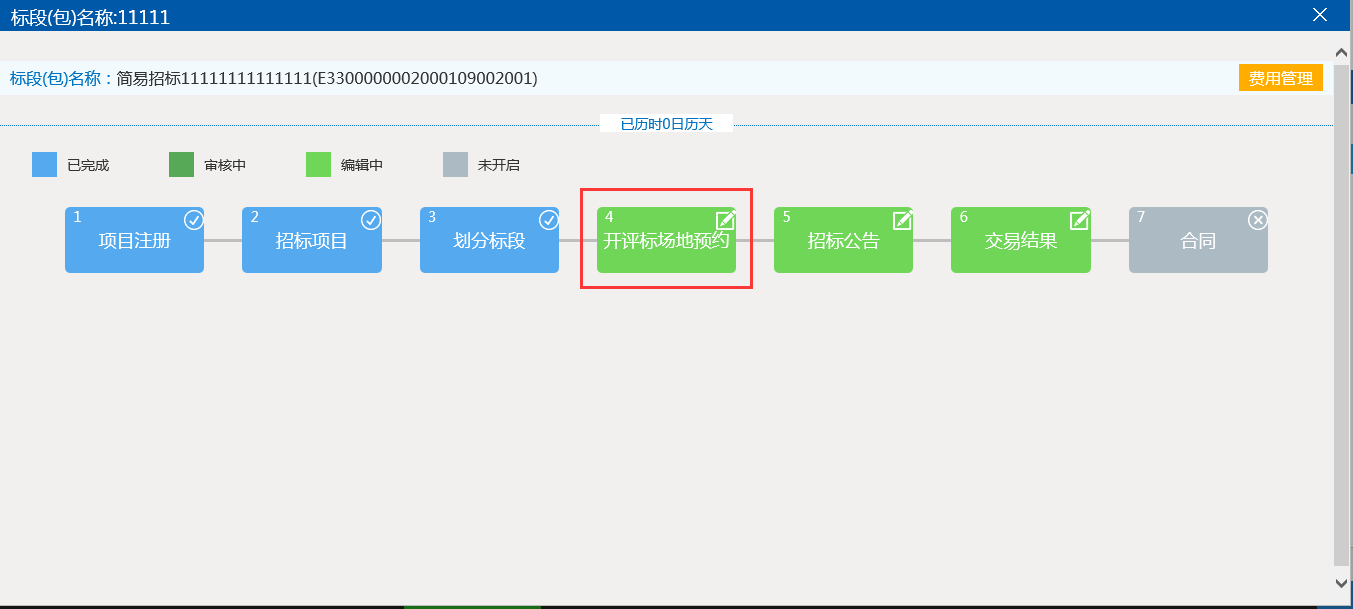 标段(包)名称:11111
标段(包)名称：简易招标11111111111111(E3300000002000109002001)
费用管理
已历时0日历天
已完成
审核中
编辑中
未开启
1
项目注册
2
招标项目
3
划分标段
4
开评标场地预约
5
招标公告
6
交易结果
7
合同